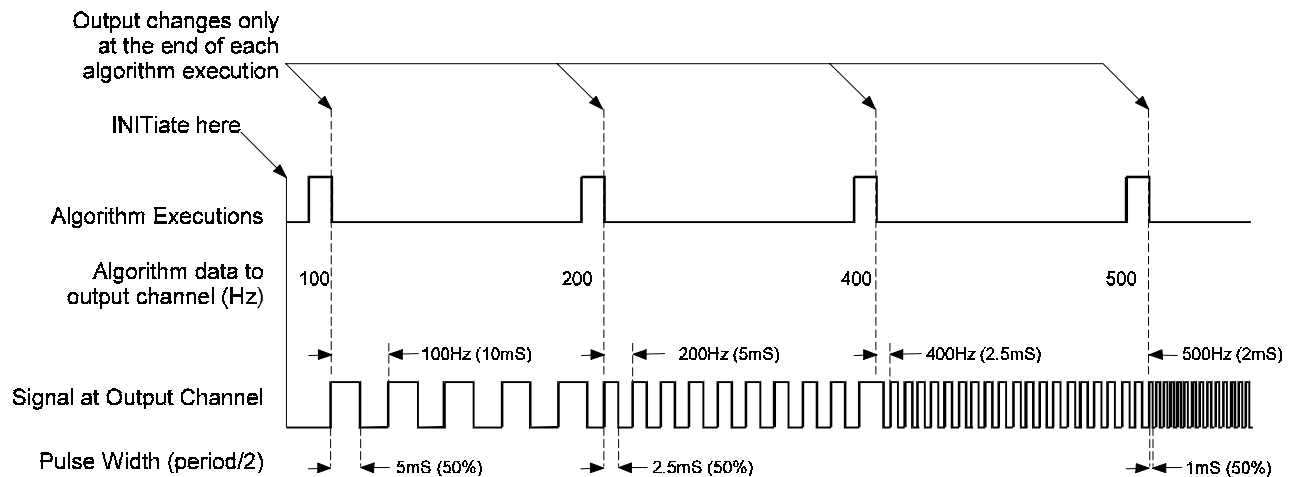 Output changes only
at the end of each
algorithm execution
INITiate here
Algorithm Executions
Algorithm data to
output channel (Hz)
100
200
400
500
100Hz (10mS)
200Hz (5mS)
400Hz (2.5mS)
500Hz (2mS)
Signal at Output Channel
Pulse Width (period/2)
5mS (50%)
2.5mS (50%)
1mS (50%)